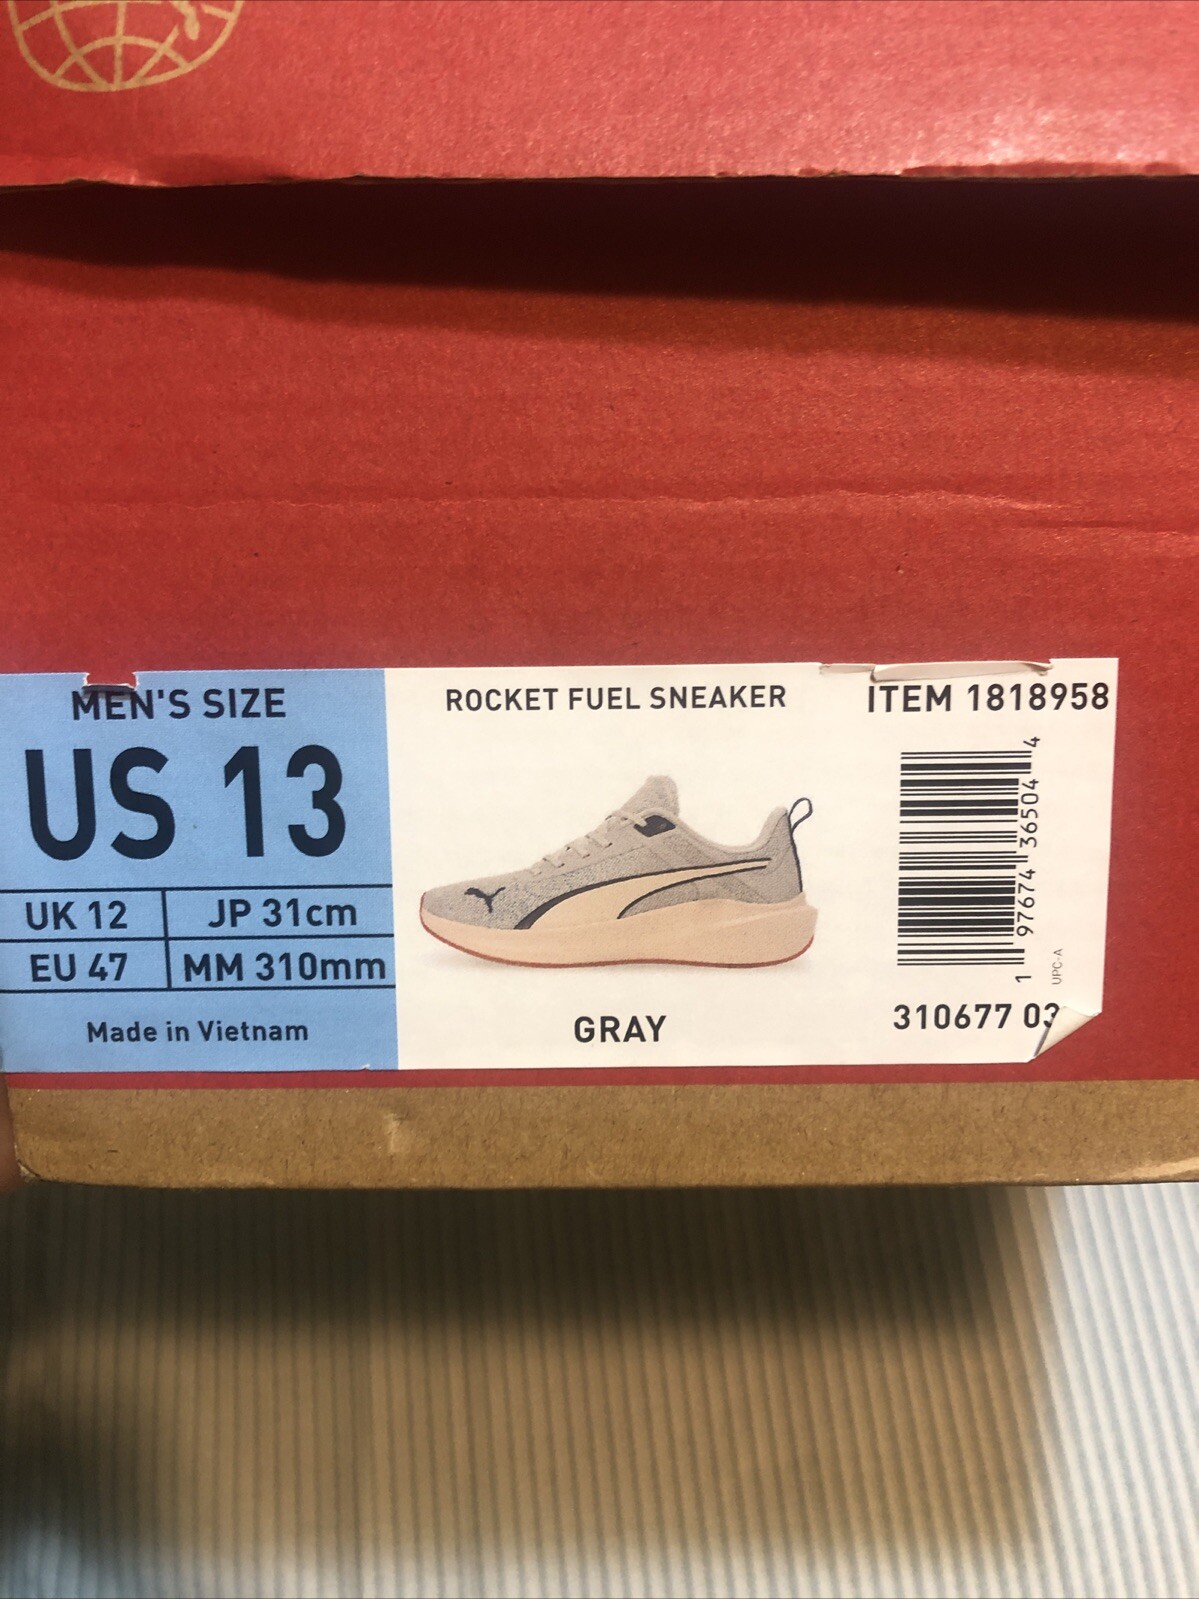 MEN'S SIZE
US 13
UK 12
JP 31cm
EU 47
MM 310mm
Made in Vietnam
ROCKET FUEL SNEAKER
GRAY
ITEM 1818958
1 97674 36504 4
UPC-A
310677 03